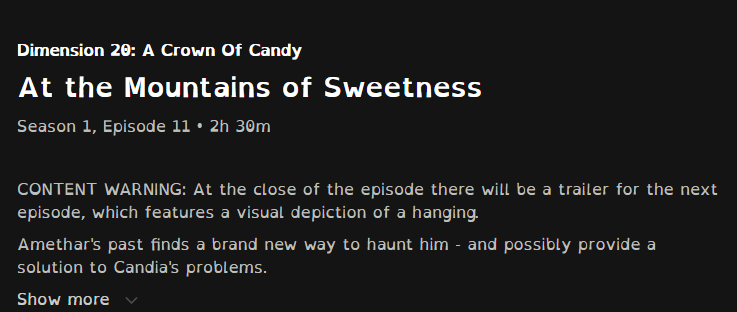 Dimension 20: A Crown Of Candy
At the Mountains of Sweetness
Season 1, Episode 11 • 2h 30m
CONTENT WARNING: At the close of the episode there will be a trailer for the next
episode, which features a visual depiction of a hanging.
Amethar's past finds a brand new way to haunt him - and possibly provide a
solution to Candia's problems.
Show more